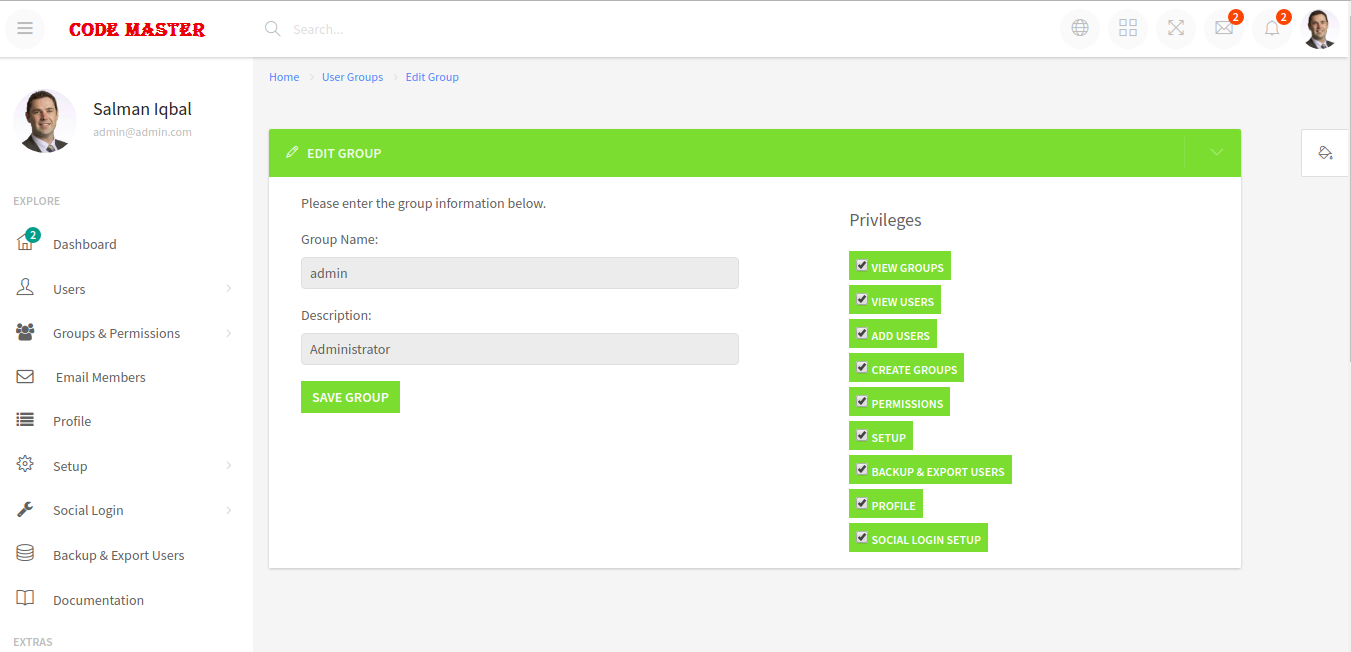 CODE MASTER
Search...
2
2
Salman Iqbal
admin@admin.com
EXPLORE
2
Dashboard
Users
Groups & Permissions
Email Members
Profile
Setup
Social Login
Backup & Export Users
Documentation
EXTRAS
Home
User Groups
Edit Group
EDIT GROUP
Please enter the group information below.
Group Name:
admin
Description:
Administrator
SAVE GROUP
Privileges
VIEW GROUPS
VIEW USERS
ADD USERS
CREATE GROUPS
PERMISSIONS
SETUP
BACKUP & EXPORT USERS
PROFILE
SOCIAL LOGIN SETUP